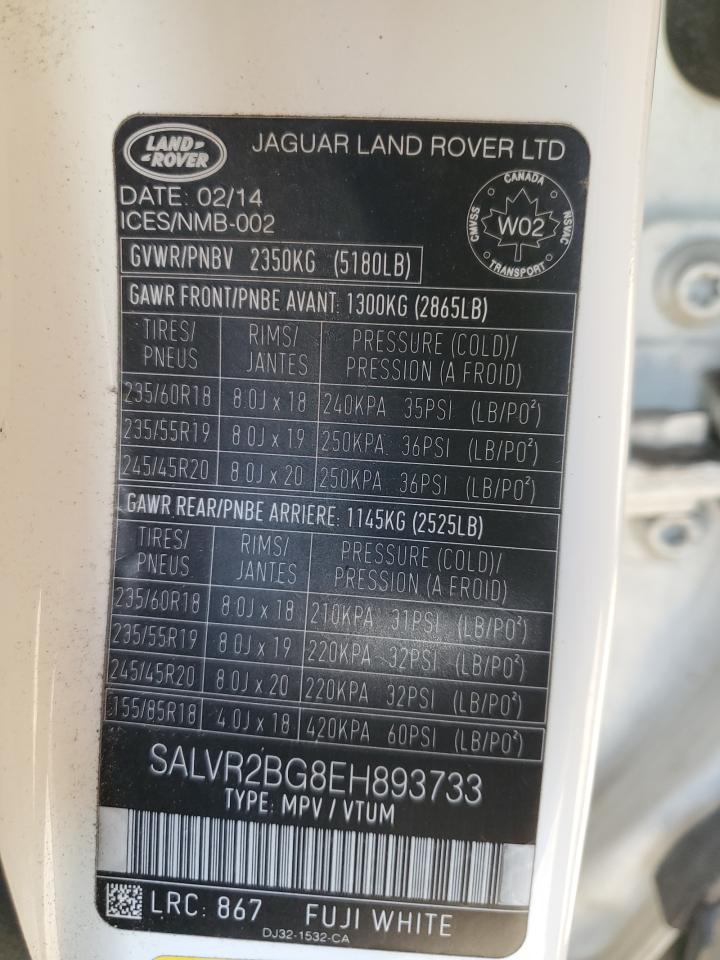 LAND-
-ROVER
JAGUAR LAND ROVER LTD
DATE: 02/14
ICES/NMB-002
CANADA
CMVSS
W02
NSVAC
TRANSPORT
GVWR/PNBV 2350KG (5180LB)
GAWR FRONT/PNBE AVANT: 1300KG (2865LB)
TIRES/ RIMS/ PRESSURE (COLD)/
PNEUS JANTES PRESSION (A FROID)
235/60R18 8.0J x 18 240KPA 35PSI (LB/PO²)
235/55R19 8.0J x 19 250KPA 36PSI (LB/PO²)
245/45R20 8.0J x 20 250KPA 36PSI (LB/PO²)
GAWR REAR/PNBE ARRIERE: 1145KG (2525LB)
TIRES/ RIMS/ PRESSURE (COLD)/
PNEUS JANTES PRESSION (A FROID)
235/60R18 8.0J x 18 210KPA 31PSI (LB/PO²)
235/55R19 8.0J x 19 220KPA 32PSI (LB/PO²)
245/45R20 8.0J x 20 220KPA 32PSI (LB/PO²)
155/85R18 4.0J x 18 420KPA 60PSI (LB/PO²)
SALVR2BG8EH893733
TYPE: MPV / VTUM
LRC: 867 FUJI WHITE
DJ32-1532-CA